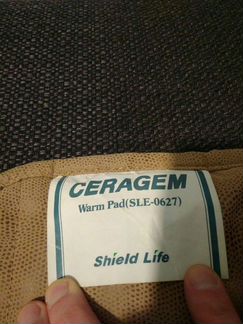 CERAGEM
Warm Pad(SLE-0627)
Shield Life